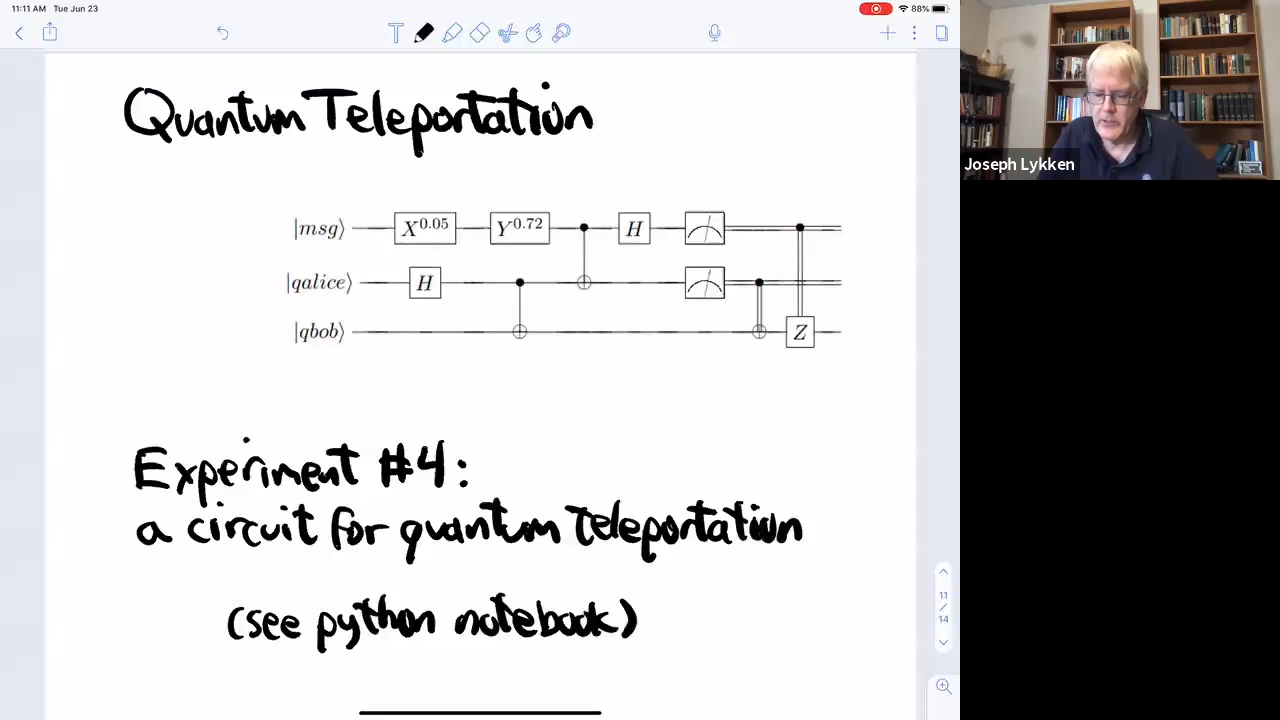 11:11 AM Tue Jun 23
88%
T
Quantum Teleportation
|msg⟩ X^0.05 Y^0.72 H
|qalice⟩ H
|qbob⟩ Z
Joseph Lykken
Experiment #4:
a circuit for quantum teleportation
(see python notebook)
11
/
14